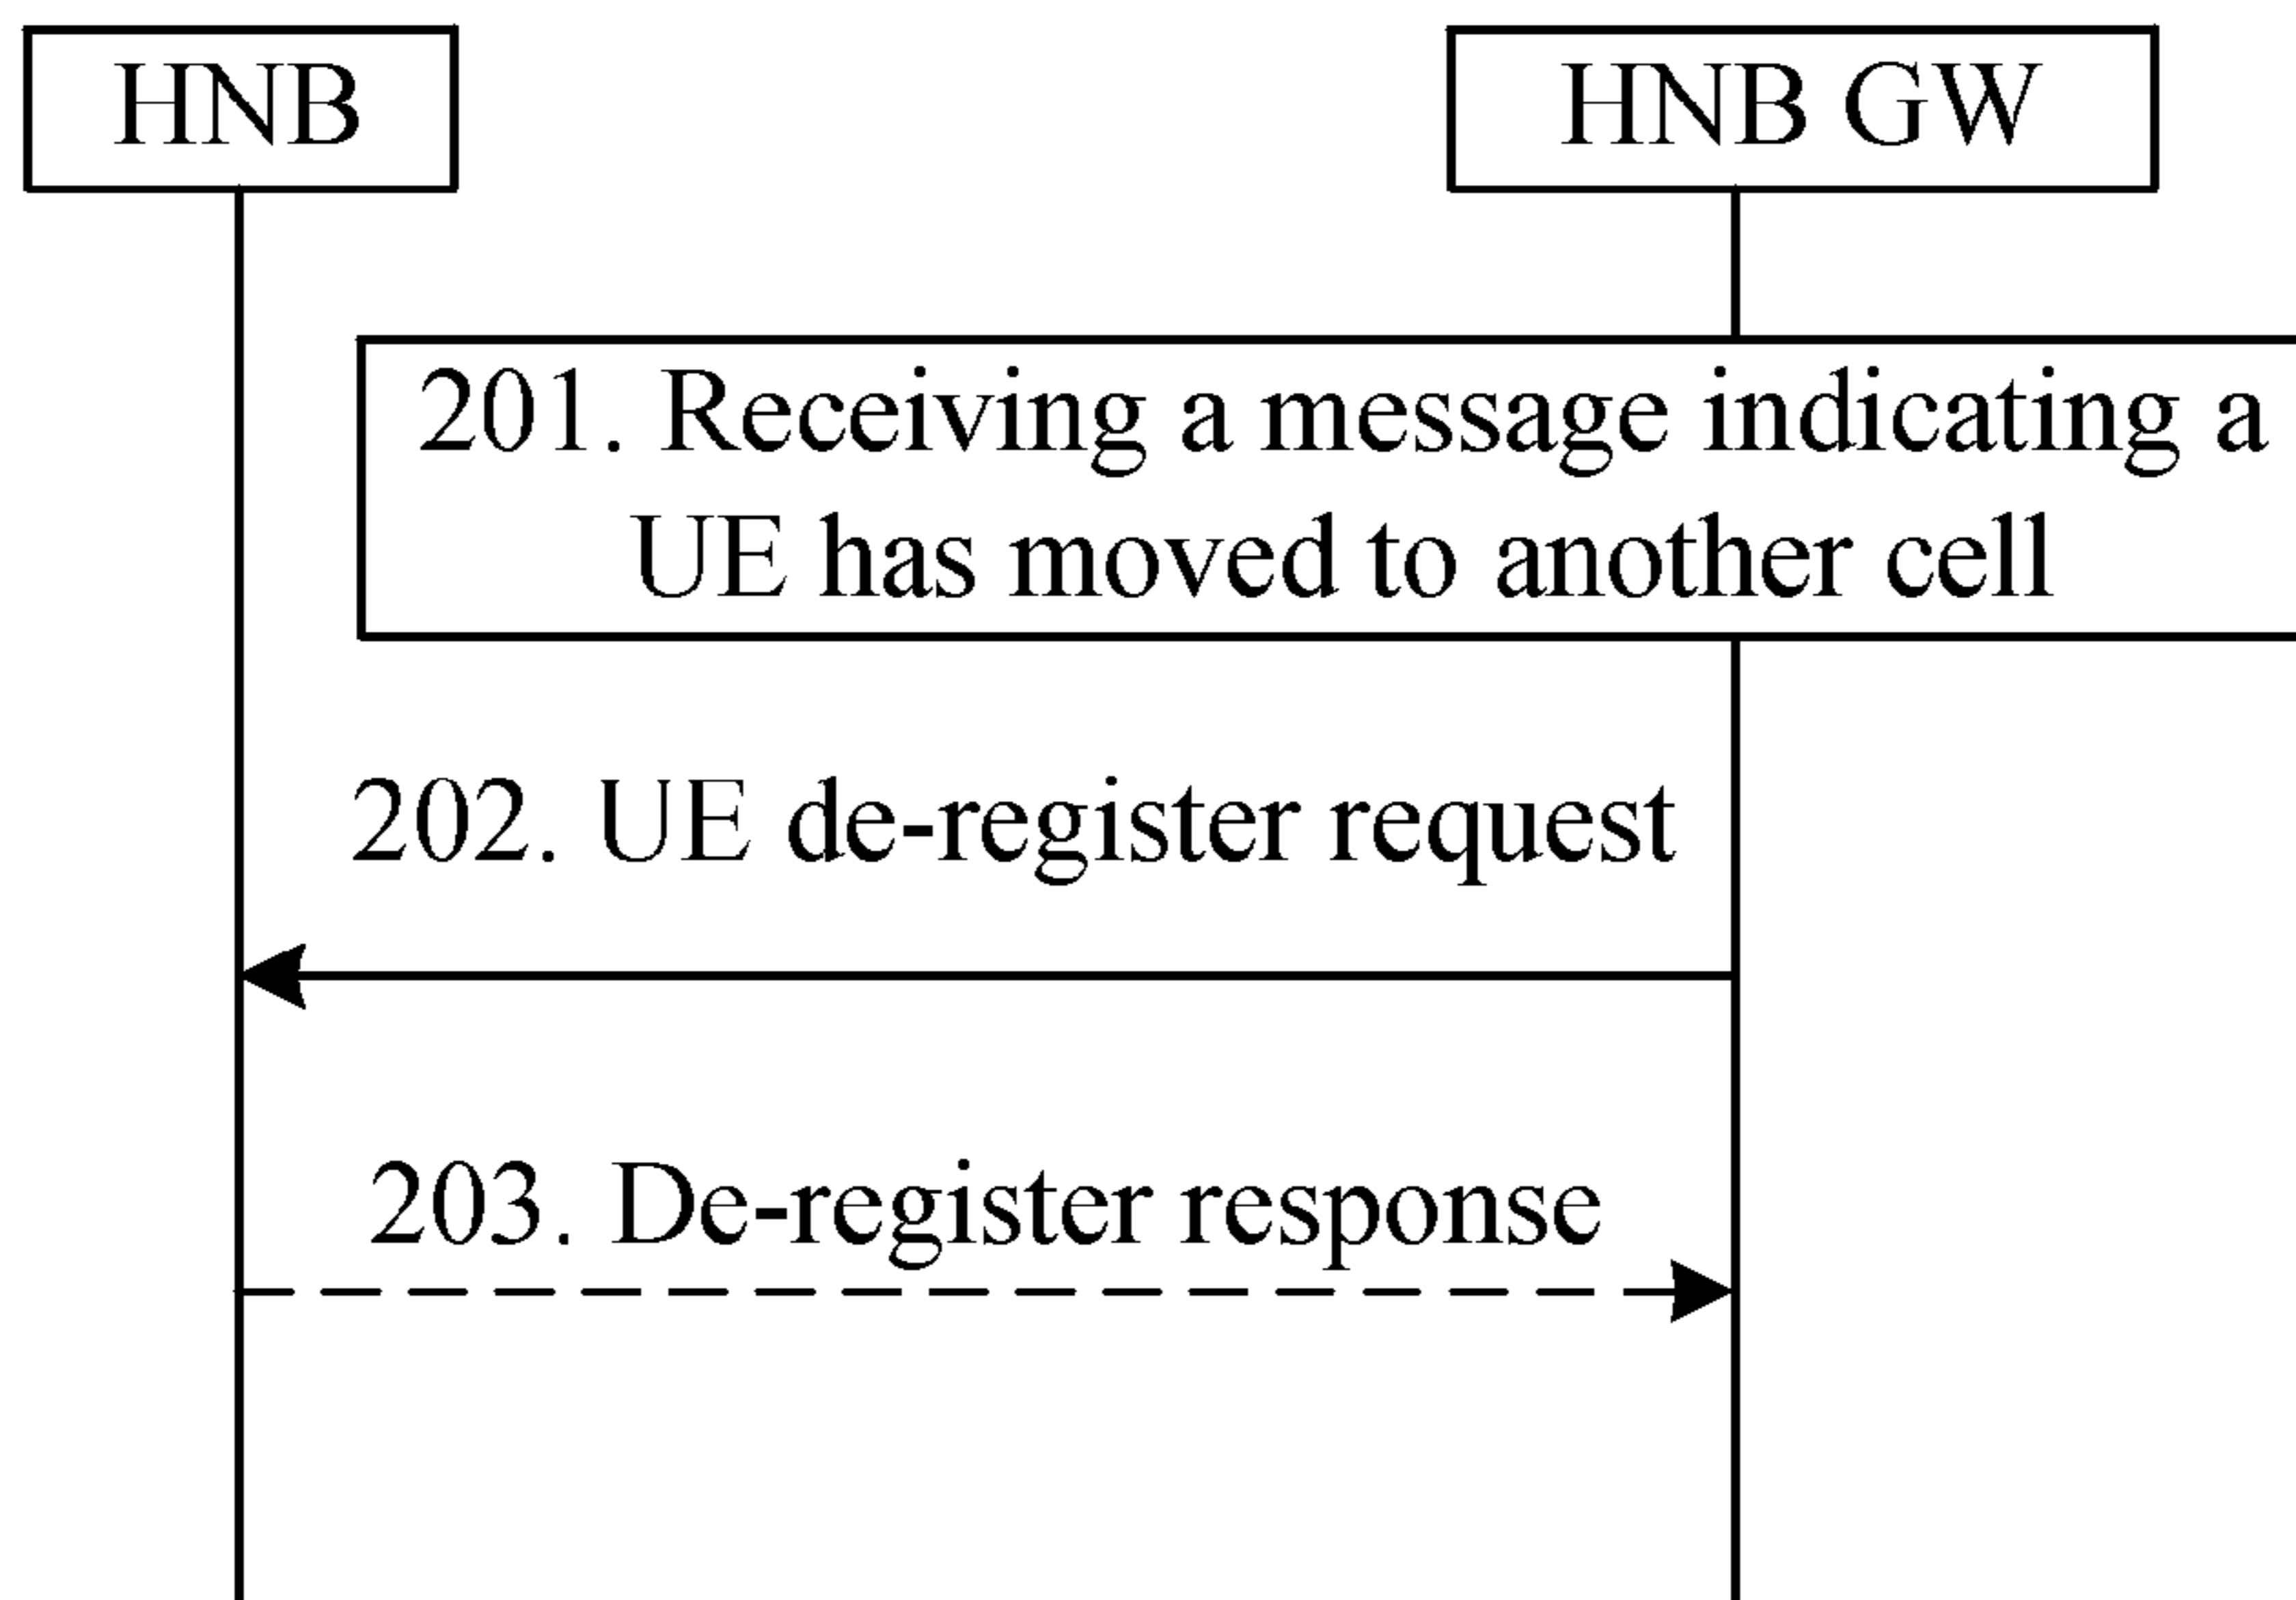 HNB
HNB GW
201. Receiving a message indicating a
UE has moved to another cell
202. UE de-register request
203. De-register response